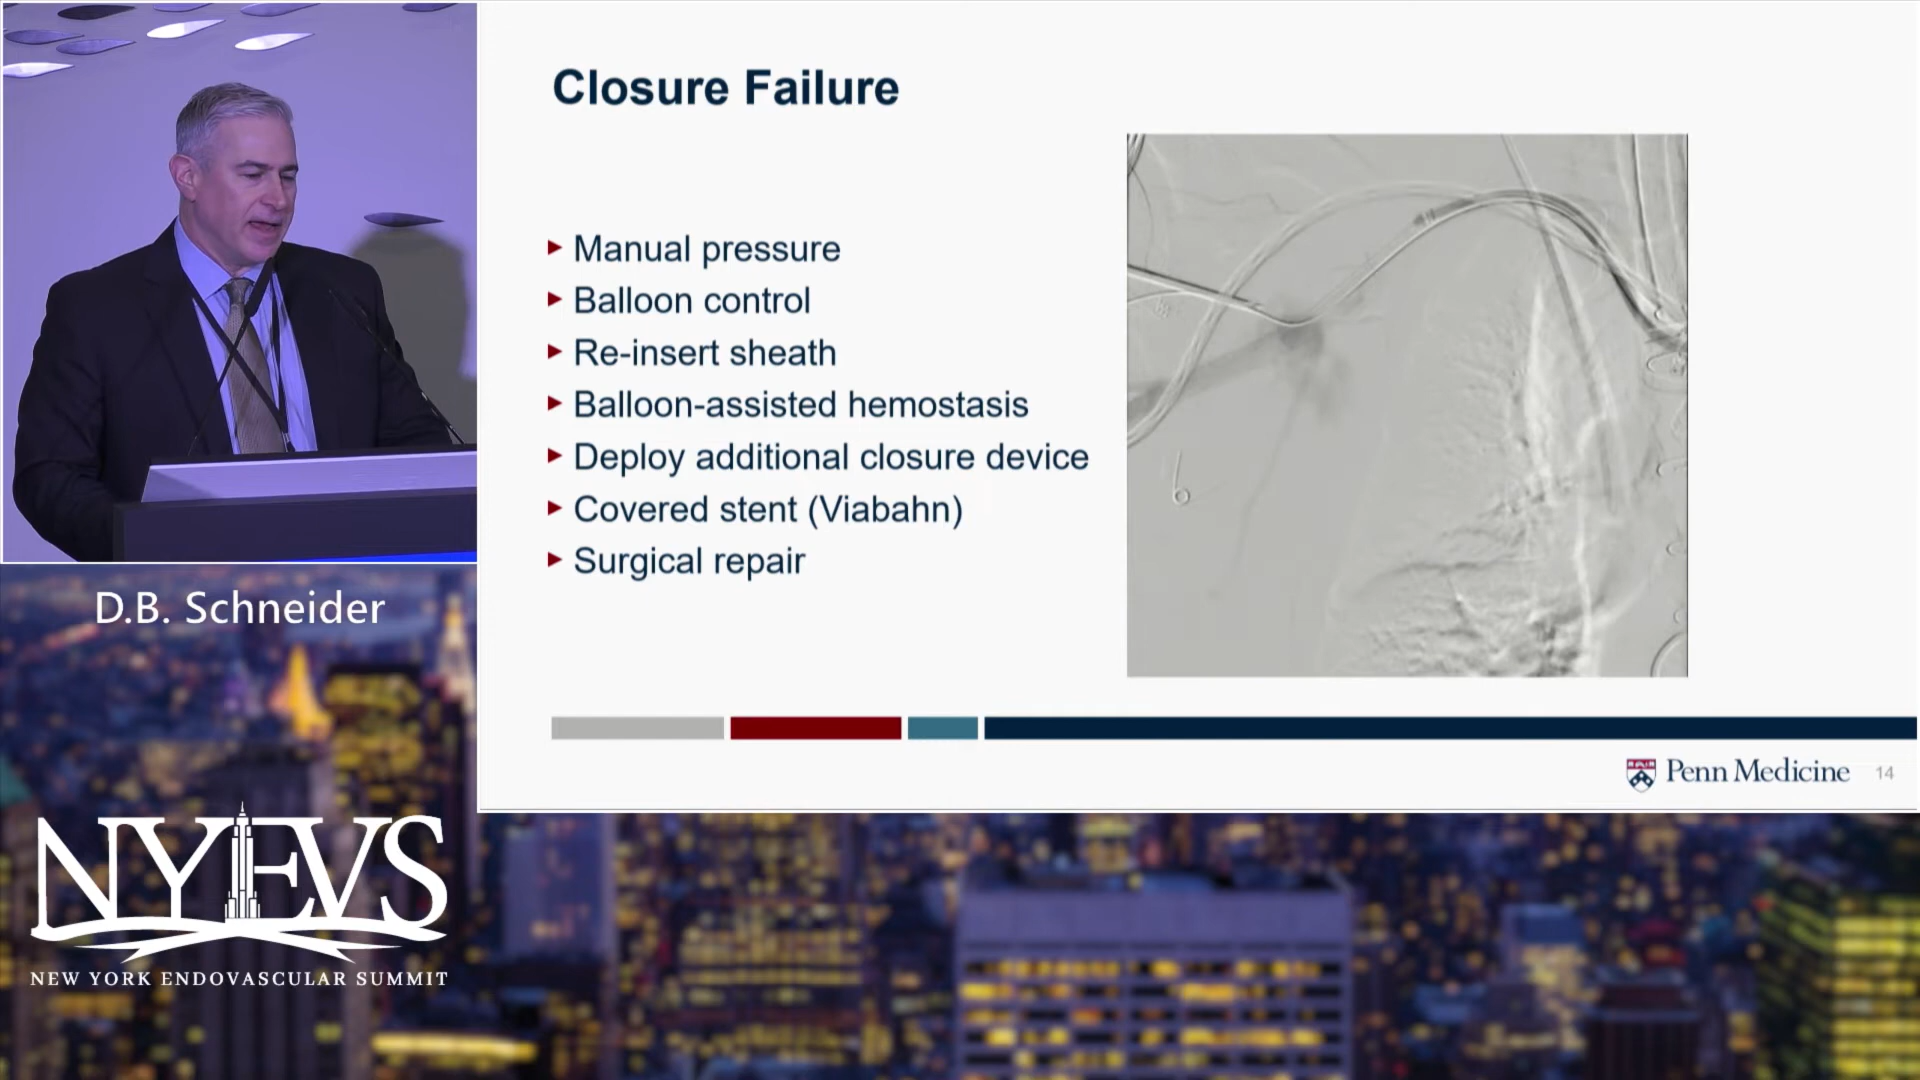 Closure Failure
Manual pressure
Balloon control
Re-insert sheath
Balloon-assisted hemostasis
Deploy additional closure device
Covered stent (Viabahn)
Surgical repair
Penn Medicine 14
D.B. Schneider
NYEVS
NEW YORK ENDOVASCULAR SUMMIT